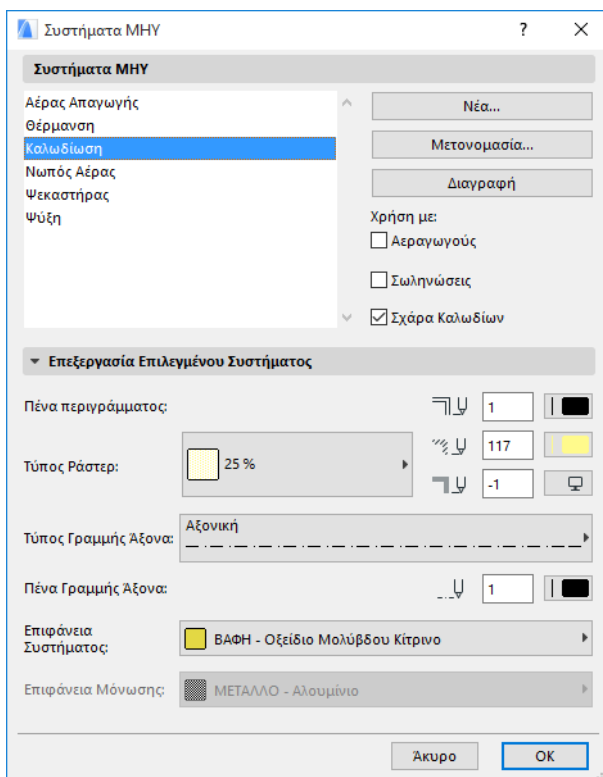 Συστήματα ΜΗΥ
?
Συστήματα ΜΗΥ
Αέρας Απαγωγής
Θέρμανση
Καλωδίωση
Νωπός Αέρας
Ψεκαστήρας
Ψύξη
Νέα...
Μετονομασία...
Διαγραφή
Χρήση με:
Αεραγωγούς
Σωληνώσεις
Σχάρα Καλωδίων
Επεξεργασία Επιλεγμένου Συστήματος
Πένα περιγράμματος:
1
117
Τύπος Ράστερ:
25 %
-1
Τύπος Γραμμής Άξονα:
Αξονική
Πένα Γραμμής Άξονα:
1
Επιφάνεια
Συστήματος:
ΒΑΦΗ - Οξείδιο Μολύβδου Κίτρινο
Επιφάνεια Μόνωσης:
ΜΕΤΑΛΛΟ - Αλουμίνιο
Άκυρο
OK